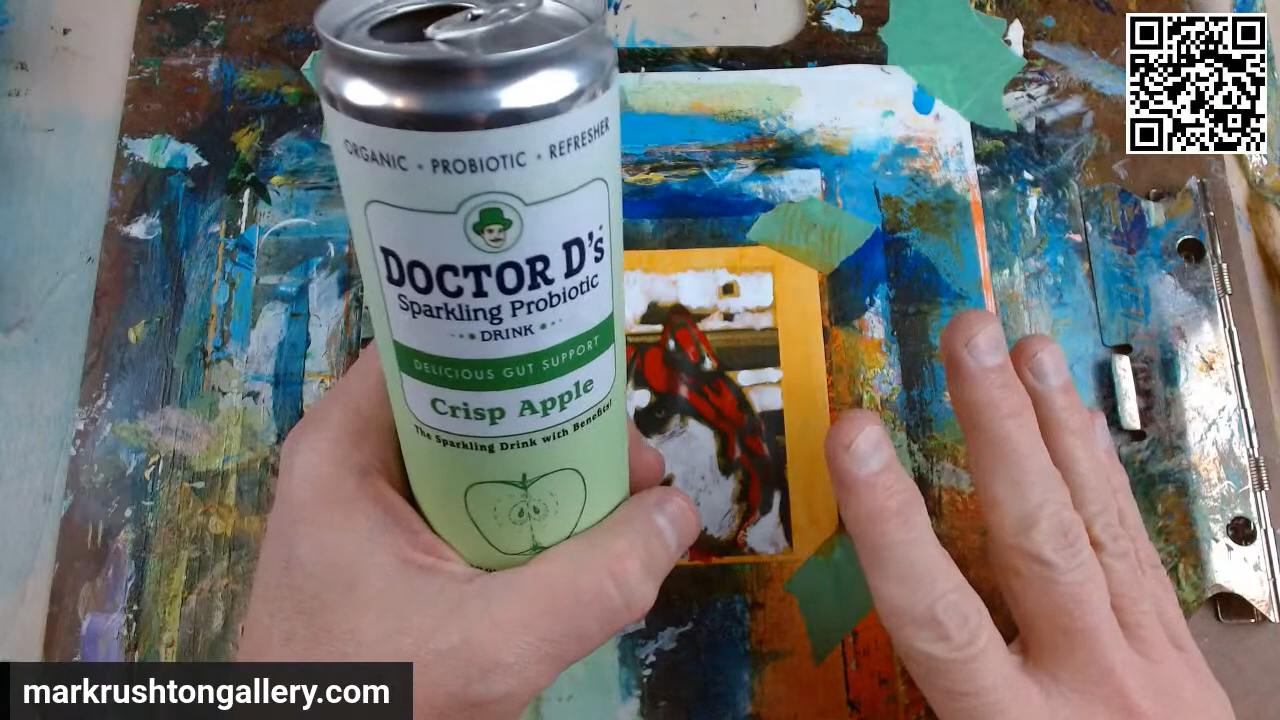 ORGANIC • PROBIOTIC • REFRESHER
DOCTOR D's
Sparkling Probiotic
DRINK
DELICIOUS GUT SUPPORT
Crisp Apple
The Sparkling Drink with Benefits!
markrushtongallery.com